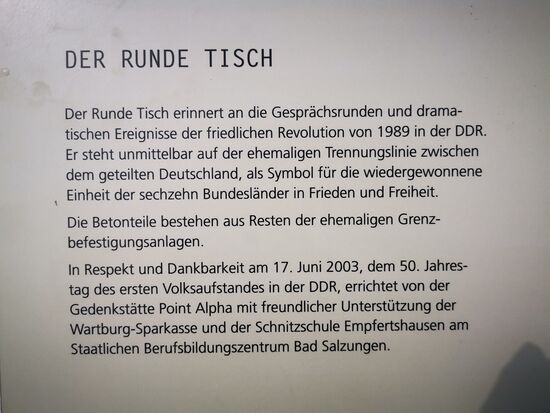 DER RUNDE TISCH
Der Runde Tisch erinnert an die Gesprächsrunden und drama-
tischen Ereignisse der friedlichen Revolution von 1989 in der DDR.
Er steht unmittelbar auf der ehemaligen Trennungslinie zwischen
dem geteilten Deutschland, als Symbol für die wiedergewonnene
Einheit der sechzehn Bundesländer in Frieden und Freiheit.
Die Betonteile bestehen aus Resten der ehemaligen Grenz-
befestigungsanlagen.
In Respekt und Dankbarkeit am 17. Juni 2003, dem 50. Jahres-
tag des ersten Volksaufstandes in der DDR, errichtet von der
Gedenkstätte Point Alpha mit freundlicher Unterstützung der
Wartburg-Sparkasse und der Schnitzschule Empfertshausen am
Staatlichen Berufsbildungszentrum Bad Salzungen.